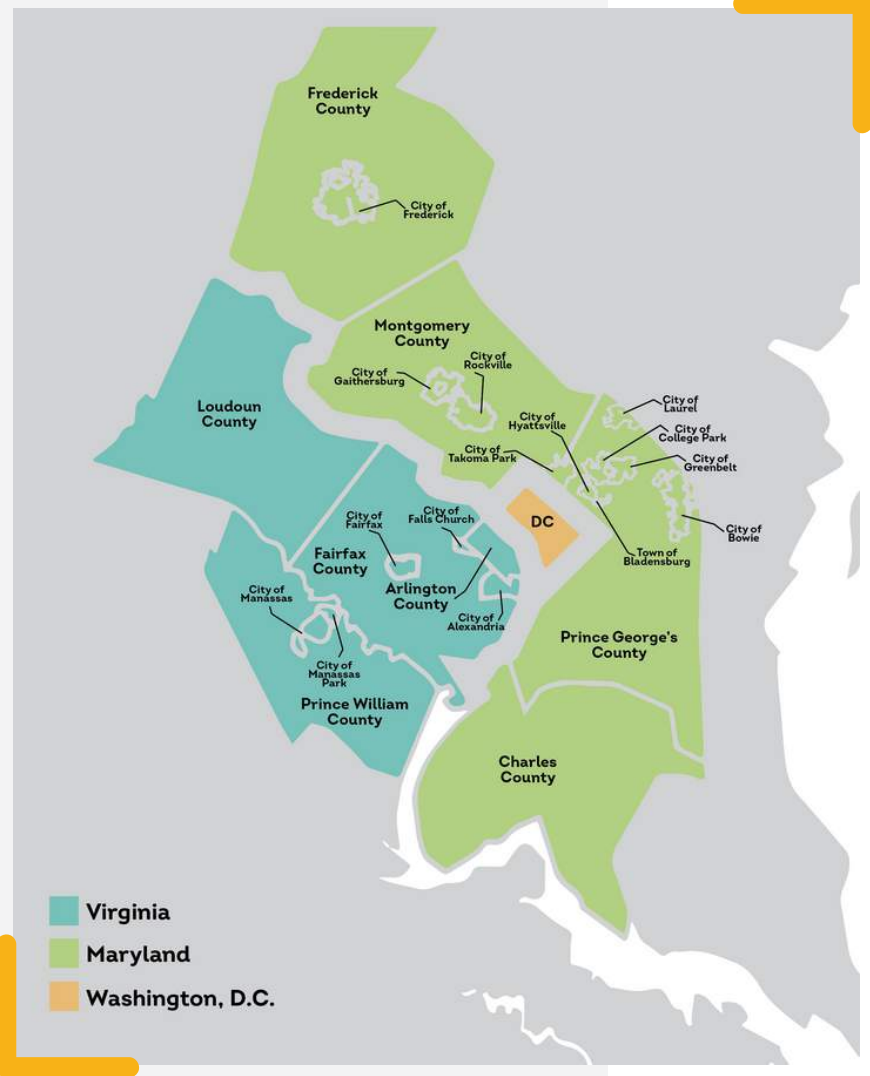 Frederick
County
City of
Frederick
Montgomery
County
City of
Rockville
City of
Gaithersburg
City of
Laurel
City of
Hyattsville
City of
College Park
City of
Takoma Park
City of
Greenbelt
Loudoun
County
City of
Fairfax
City of
Falls Church
DC
City of
Bowie
Town of
Bladensburg
Fairfax
County
Arlington
County
City of
Manassas
City of
Alexandria
Prince George's
County
City of
Manassas
Park
Prince William
County
Charles
County
Virginia
Maryland
Washington, D.C.